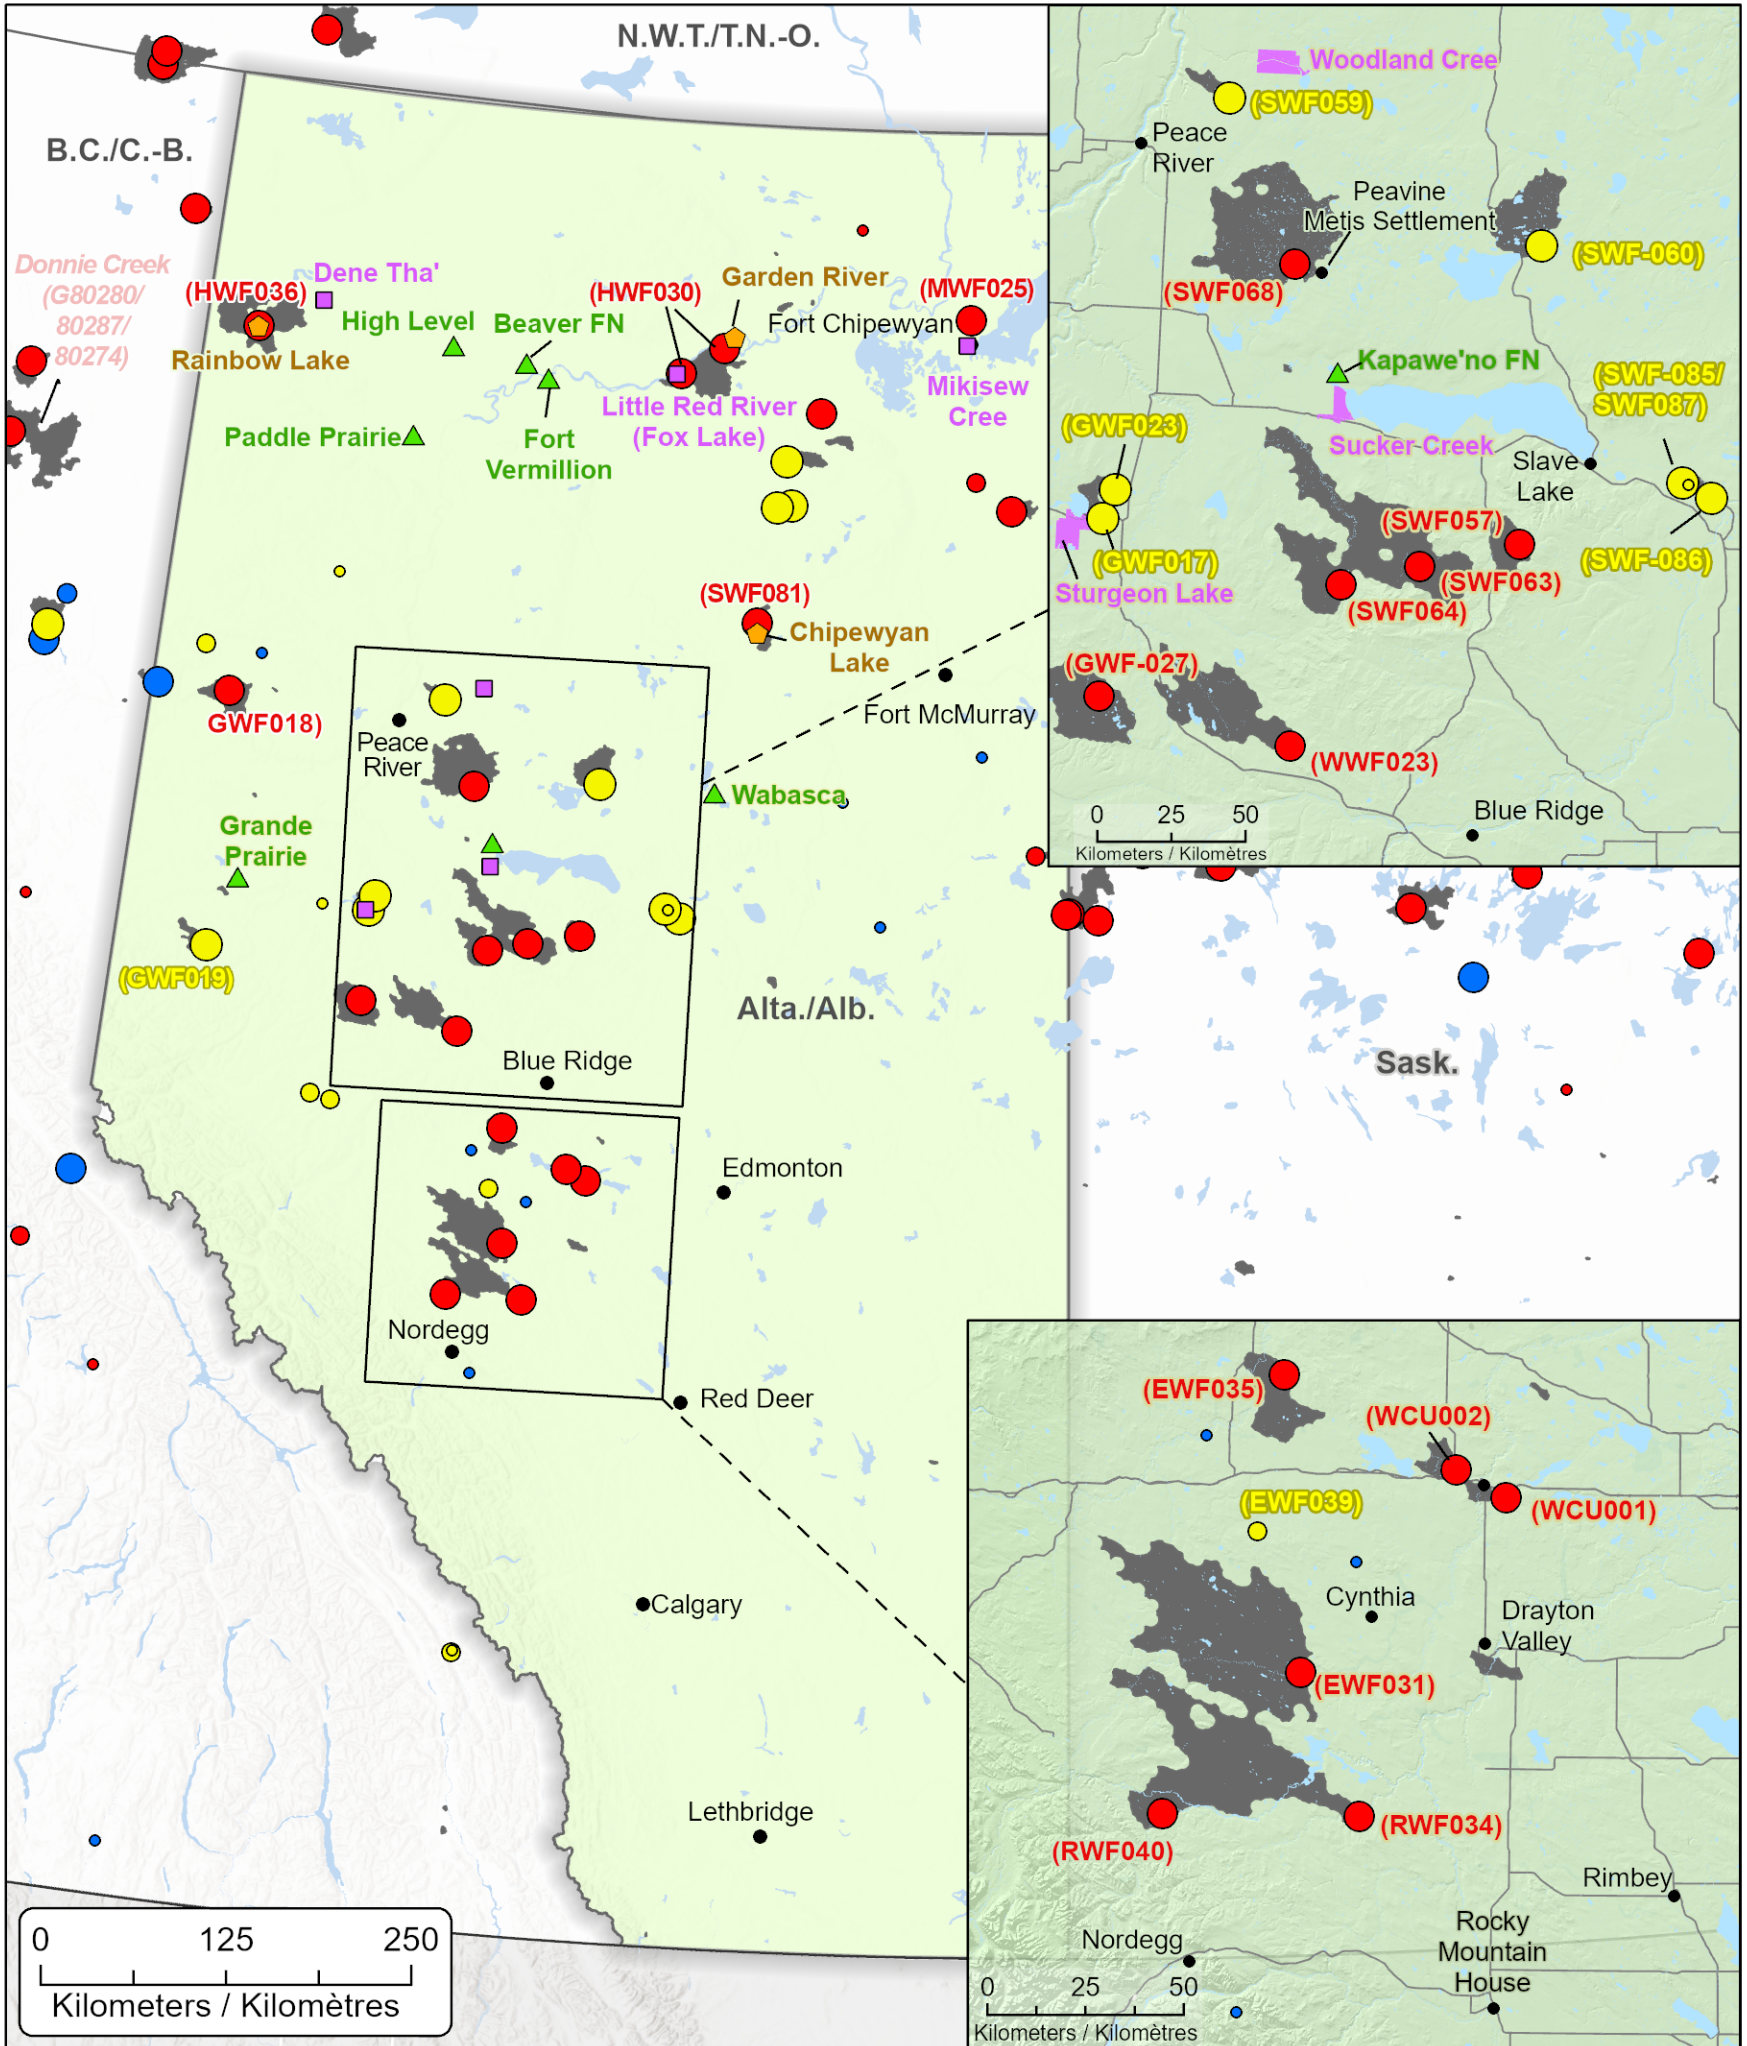 N.W.T./T.N.-O.
B.C./C.-B.
Donnie Creek
(G80280/
80287/
80274)
(HWF036)
Dene Tha'
High Level
Rainbow Lake
Beaver FN
(HWF030)
Garden River
(MWF025)
Fort Chipewyan
Mikisew
Cree
Little Red River
(Fox Lake)
Paddle Prairie
Fort
Vermillion
(SWF081)
Chipewyan
Lake
Fort McMurray
GWF018)
Peace
River
Wabasca
Grande
Prairie
(GWF019)
Alta./Alb.
Blue Ridge
Sask.
Edmonton
Nordegg
Red Deer
Calgary
Lethbridge
0 125 250
Kilometers / Kilomètres
Woodland Cree
(SWF059)
Peace
River
Peavine
Metis Settlement
(SWF-060)
(SWF068)
Kapawe'no FN
(SWF-085/
SWF087)
(GWF023)
Sucker Creek
Slave
Lake
(SWF057)
(SWF-086)
(GWF017)
(SWF063)
Sturgeon Lake
(SWF064)
(GWF-027)
(WWF023)
0 25 50
Kilometers / Kilomètres
Blue Ridge
(EWF035)
(WCU002)
(EWF039)
(WCU001)
Cynthia
Drayton
Valley
(EWF031)
(RWF034)
(RWF040)
Rimbey
Rocky
Mountain
House
Nordegg
0 25 50
Kilometers / Kilomètres